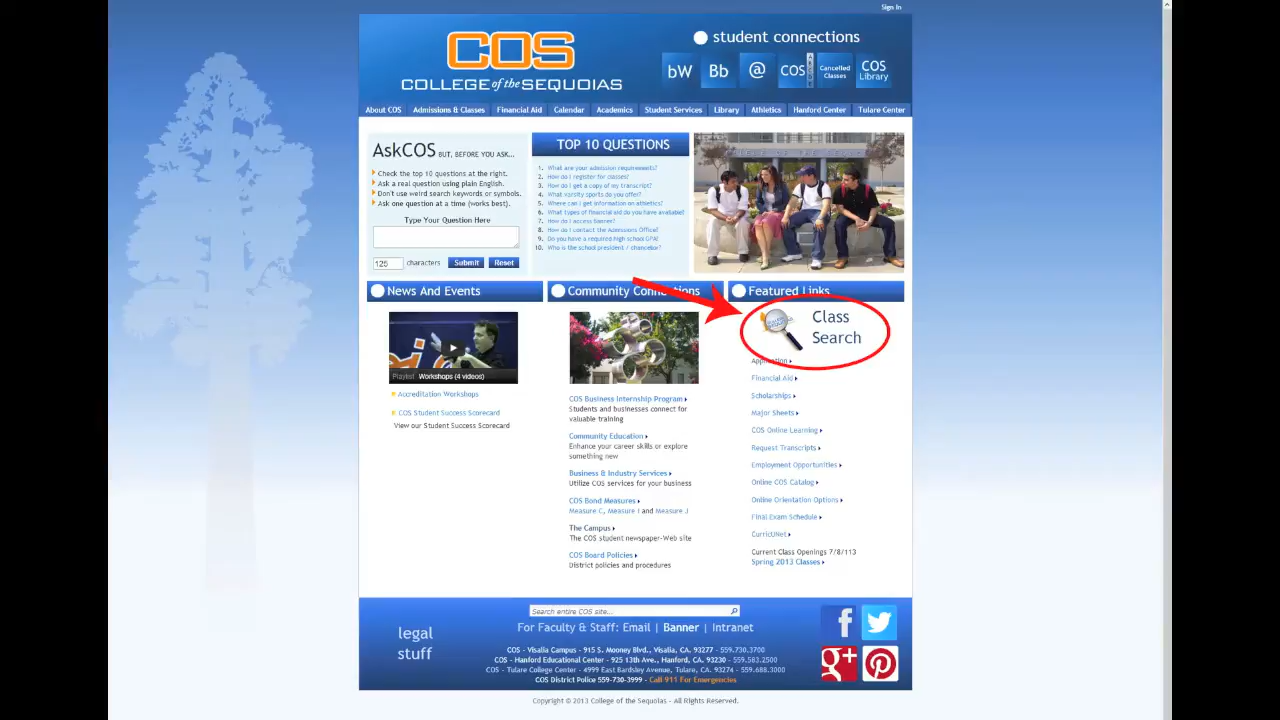 Sign In
COS
COLLEGE of the SEQUOIAS
student connections
bW
Bb
@
COS
Cancelled
Classes
COS
Library
About COS
Admissions & Classes
Financial Aid
Calendar
Academics
Student Services
Library
Athletics
Hanford Center
Tulare Center
AskCOS BUT, BEFORE YOU ASK...
Check the top 10 questions at the right.
Ask a real question using plain English.
Don't use weird search keywords or symbols.
Ask one question at a time (works best).
Type Your Question Here
125 characters Submit Reset
TOP 10 QUESTIONS
1. What are your admission requirements?
2. How do I register for classes?
3. How do I get a copy of my transcript?
4. What varsity sports do you offer?
5. Where can I get information on athletics?
6. What types of financial aid do you have available?
7. How do I access banner?
8. How do I contact the Admissions Office?
9. Do you have a required high school GPA?
10. Who is the school president / chancellor?
News And Events
Playlist Workshops (4 videos)
Accreditation Workshops
COS Student Success Scorecard
View our Student Success Scorecard
Community Connections
COS Business Internship Program
Students and businesses connect for
valuable training
Community Education
Enhance your career skills or explore
something new
Business & Industry Services
Utilize COS services for your business
COS Bond Measures
Measure C, Measure I and Measure J
The Campus
The COS student newspaper-Web site
COS Board Policies
District policies and procedures
Featured Links
Class
Search
Application
Financial Aid
Scholarships
Major Sheets
COS Online Learning
Request Transcripts
Employment Opportunities
Online COS Catalog
Online Orientation Options
Final Exam Schedule
CurricUNet
Current Class Openings 7/8/113
Spring 2013 Classes
legal
stuff
Search entire COS site...
For Faculty & Staff: Email | Banner | Intranet
COS - Visalia Campus - 915 S. Mooney Blvd. Visalia, CA. 93277 - 559.730.3700
COS - Hanford Educational Center - 925 13th Ave., Hanford, CA. 93230 - 559.583.2500
COS - Tulare College Center - 4999 East Bardsley Avenue, Tulare, CA. 93274 - 559.688.3000
COS District Police 559-730-3999 - Call 911 For Emergencies
f
g+
Copyright © 2013 College of the Sequoias - All Rights Reserved.